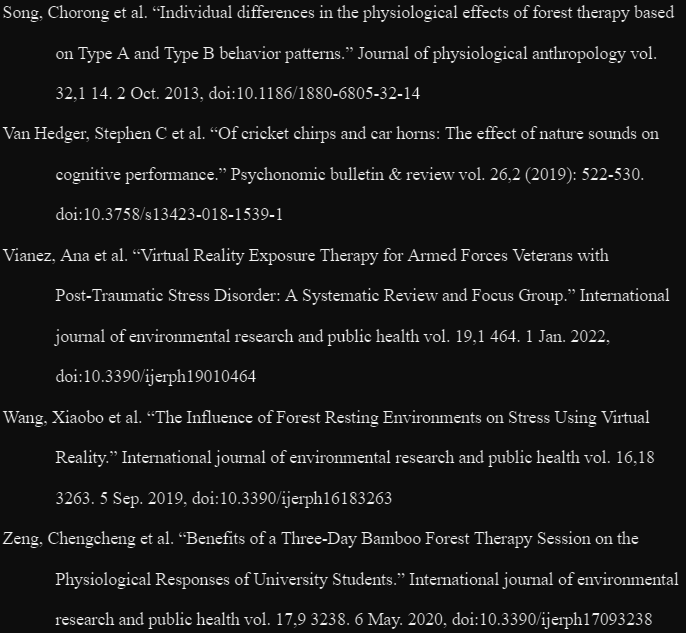 Song, Chorong et al. “Individual differences in the physiological effects of forest therapy based
on Type A and Type B behavior patterns.” Journal of physiological anthropology vol.
32,1 14. 2 Oct. 2013, doi:10.1186/1880-6805-32-14
Van Hedger, Stephen C et al. “Of cricket chirps and car horns: The effect of nature sounds on
cognitive performance.” Psychonomic bulletin & review vol. 26,2 (2019): 522-530.
doi:10.3758/s13423-018-1539-1
Vianez, Ana et al. “Virtual Reality Exposure Therapy for Armed Forces Veterans with
Post-Traumatic Stress Disorder: A Systematic Review and Focus Group.” International
journal of environmental research and public health vol. 19,1 464. 1 Jan. 2022,
doi:10.3390/ijerph19010464
Wang, Xiaobo et al. “The Influence of Forest Resting Environments on Stress Using Virtual
Reality.” International journal of environmental research and public health vol. 16,18
3263. 5 Sep. 2019, doi:10.3390/ijerph16183263
Zeng, Chengcheng et al. “Benefits of a Three-Day Bamboo Forest Therapy Session on the
Physiological Responses of University Students.” International journal of environmental
research and public health vol. 17,9 3238. 6 May. 2020, doi:10.3390/ijerph17093238